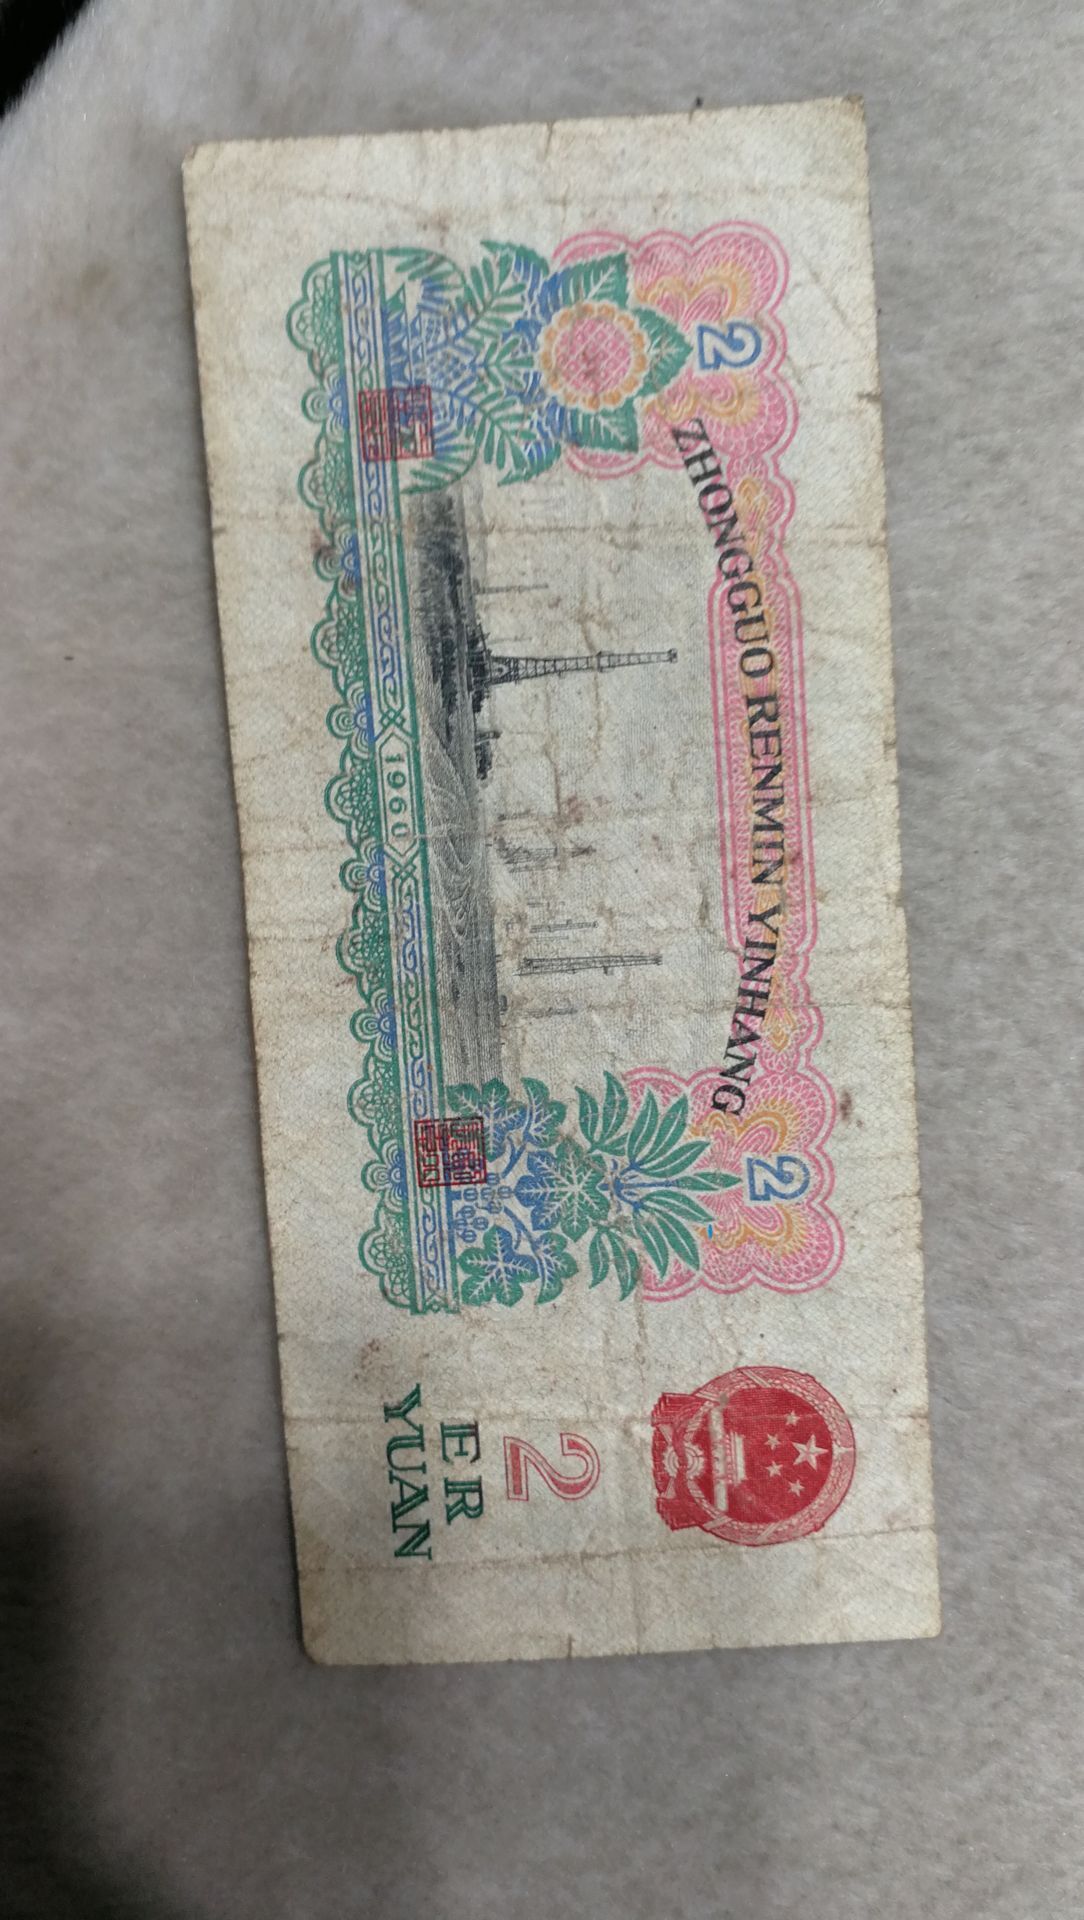 ZHONGGUO RENMIN YINHANG
2
2
2
ER
YUAN
1960